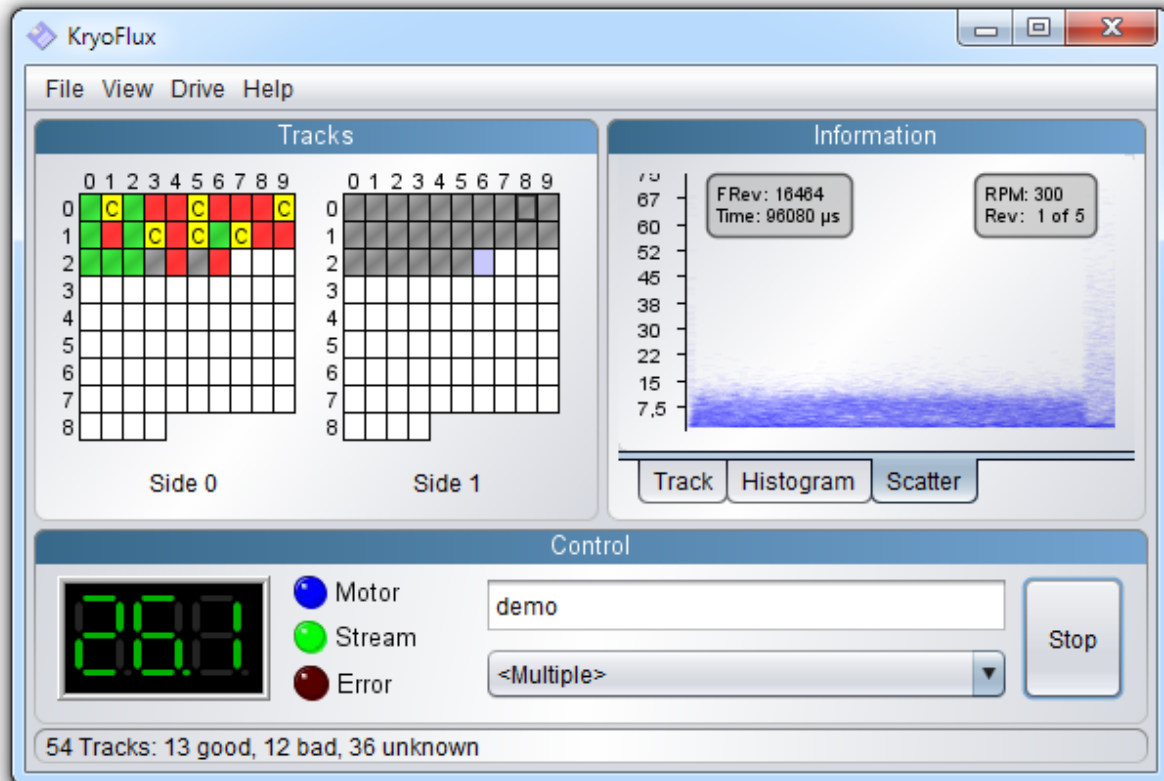 KryoFlux
File View Drive Help
Tracks
0 1 2 3 4 5 6 7 8 9
0 C C C
1 C C C
2
3
4
5
6
7
8
Side 0
0 1 2 3 4 5 6 7 8 9
0
1
2
3
4
5
6
7
8
Side 1
Information
75
67
60
52
45
38
30
22
15
7,5
FRev: 16464
Time: 96080 µs
RPM: 300
Rev: 1 of 5
Track Histogram Scatter
Control
26.1
Motor
Stream
Error
demo
<Multiple>
Stop
54 Tracks: 13 good, 12 bad, 36 unknown